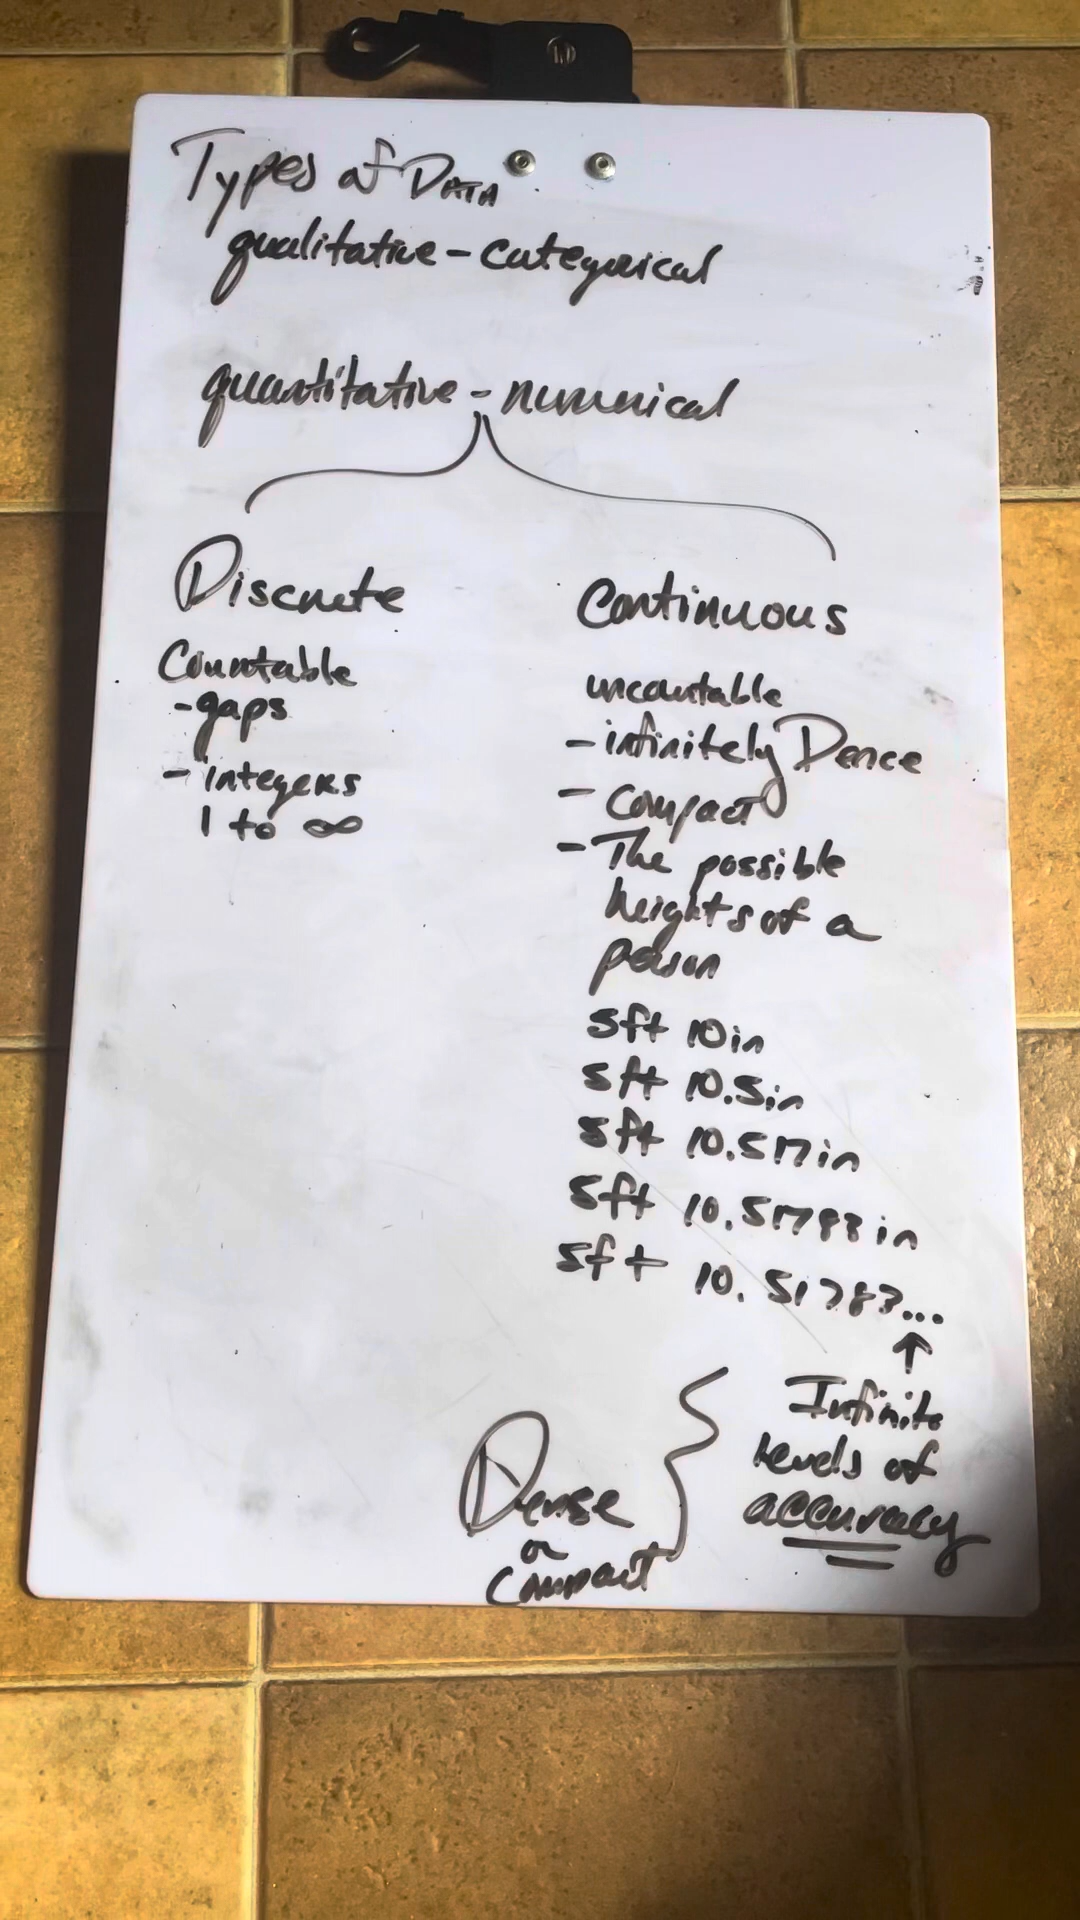 Types of DATA
qualitative - categorical
quantitative - numerical
Discrete
Countable
- gaps
- integers
1 to ∞
Continuous
uncountable
- infinitely Dence
- Compact
- The possible
heights of a
person
5ft 10in
5ft 10.5in
5ft 10.517in
5ft 10.51783in
5ft 10.51783...
↑
Infinite
levels of
accuracy
Dense
or
Compact